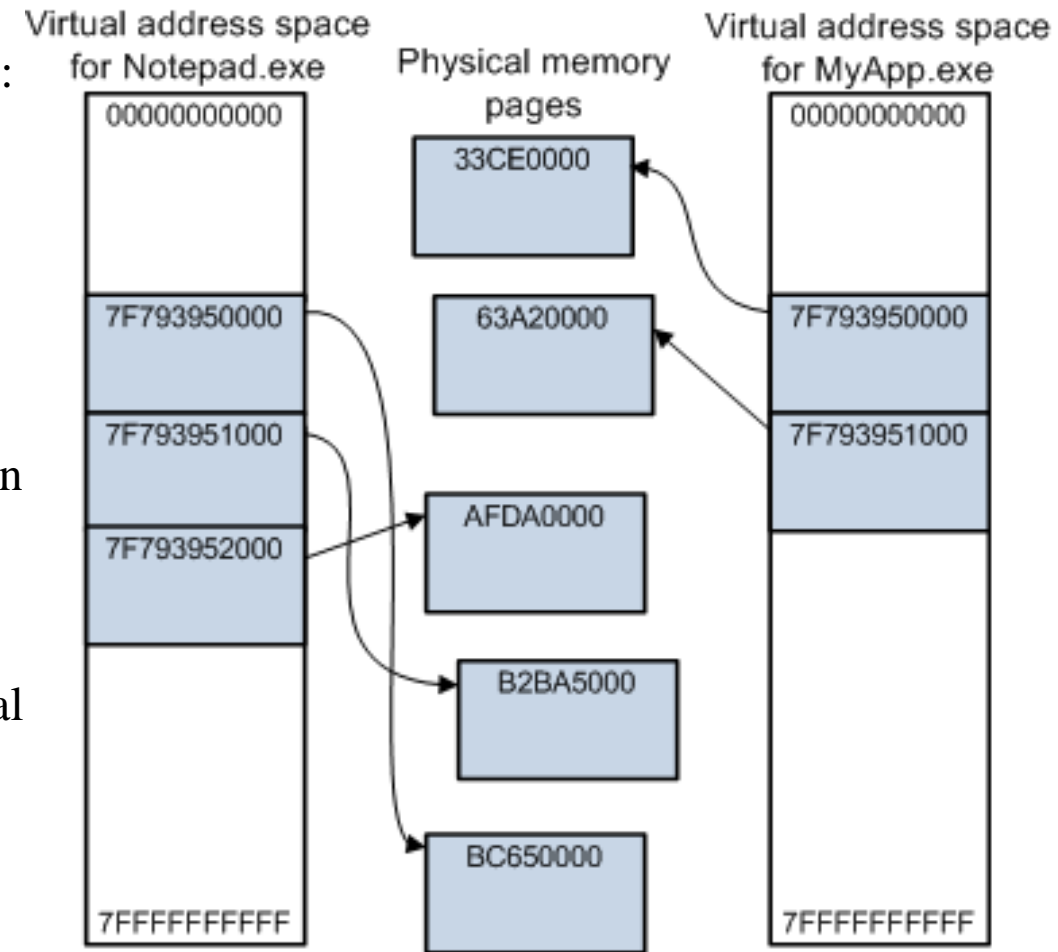 Virtual address space
for Notepad.exe
:
00000000000
7F793950000
7F793951000
n
7F793952000
al
7FFFFFFFFFF
Physical memory
pages
33CE0000
63A20000
AFDA0000
B2BA5000
BC650000
Virtual address space
for MyApp.exe
00000000000
7F793950000
7F793951000
7FFFFFFFFFF